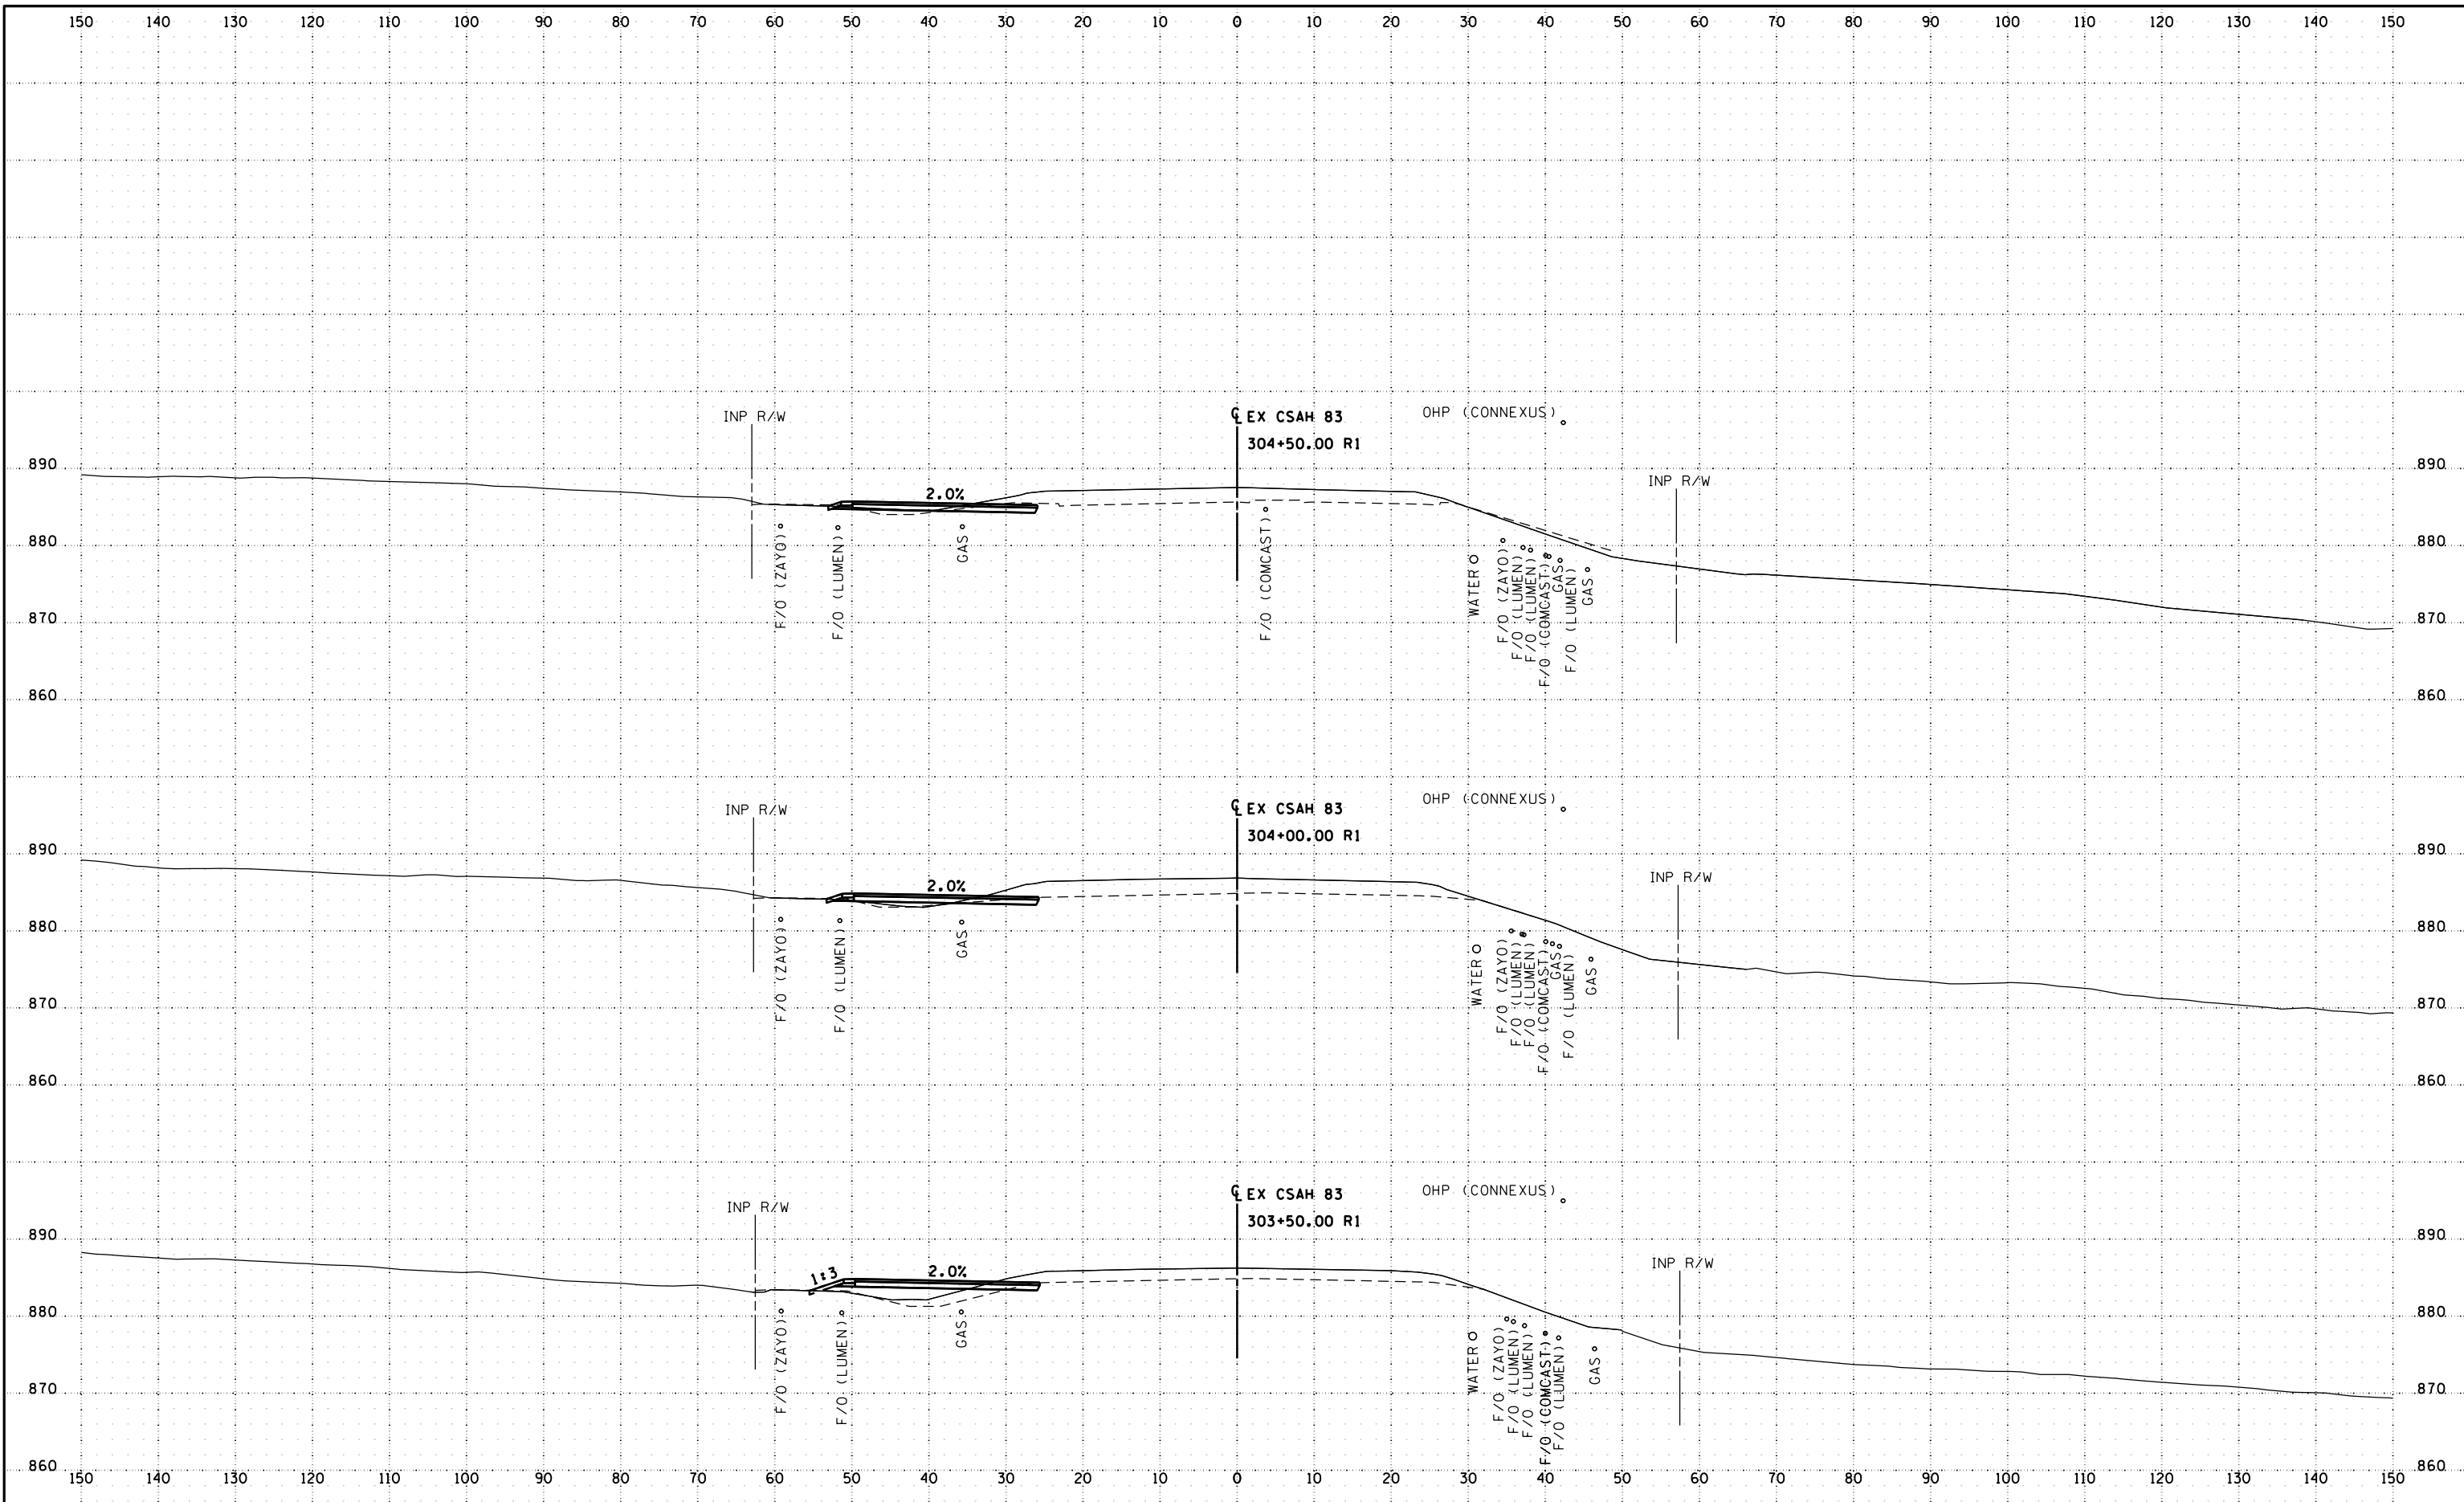 150 140 130 120 110 100 90 80 70 60 50 40 30 20 10 0 10 20 30 40 50 60 70 80 90 100 110 120 130 140 150
INP R/W
℄ EX CSAH 83
304+50.00 R1
OHP (CONNEXUS)
INP R/W
890
890
2.0%
880
880
F/O (ZAYO)
F/O (LUMEN)
GAS
F/O (COMCAST)
WATER
F/O (ZAYO)
F/O (LUMEN)
F/O (LUMEN)
F/O (COMCAST)
GAS
F/O (LUMEN)
GAS
870
870
860
860
INP R/W
℄ EX CSAH 83
304+00.00 R1
OHP (CONNEXUS)
INP R/W
890
890
2.0%
880
880
F/O (ZAYO)
F/O (LUMEN)
GAS
WATER
F/O (ZAYO)
F/O (LUMEN)
F/O (LUMEN)
F/O (COMCAST)
GAS
F/O (LUMEN)
GAS
870
870
860
860
INP R/W
℄ EX CSAH 83
303+50.00 R1
OHP (CONNEXUS)
INP R/W
890
890
1:3
2.0%
880
880
F/O (ZAYO)
F/O (LUMEN)
GAS
WATER
F/O (ZAYO)
F/O (LUMEN)
F/O (LUMEN)
F/O (COMCAST)
F/O (LUMEN)
GAS
870
870
860
860
150 140 130 120 110 100 90 80 70 60 50 40 30 20 10 0 10 20 30 40 50 60 70 80 90 100 110 120 130 140 150